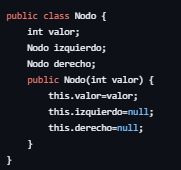 public class Nodo {
    int valor;
    Nodo izquierdo;
    Nodo derecho;
    public Nodo(int valor) {
        this.valor=valor;
        this.izquierdo=null;
        this.derecho=null;
    }
}